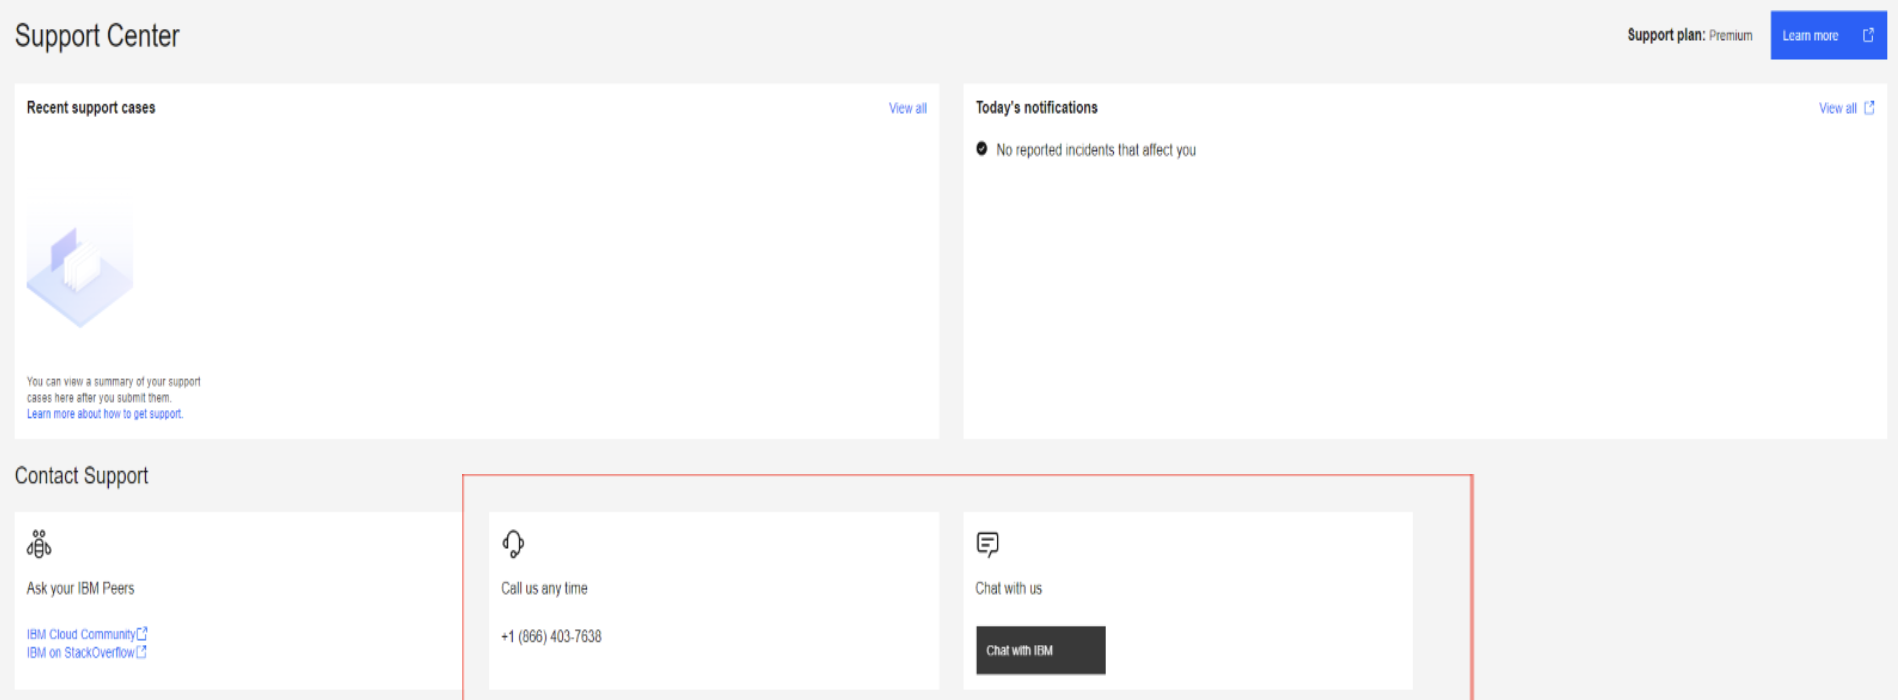 Support Center
Support plan: Premium
Learn more
Recent support cases
View all
Today's notifications
View all
No reported incidents that affect you
You can view a summary of your support
cases here after you submit them.
Learn more about how to get support.
Contact Support
Ask your IBM Peers
IBM Cloud Community
IBM on StackOverflow
Call us any time
+1 (866) 403-7638
Chat with us
Chat with IBM